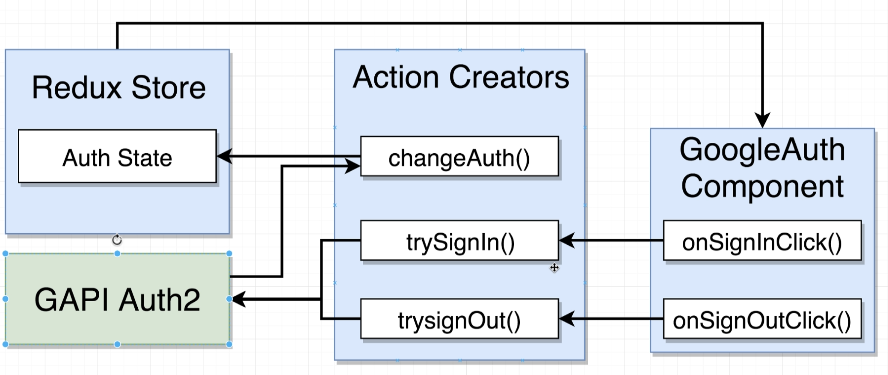 Redux Store
Auth State
GAPI Auth2
Action Creators
changeAuth()
trySignIn()
trysignOut()
GoogleAuth
Component
onSignInClick()
onSignOutClick()